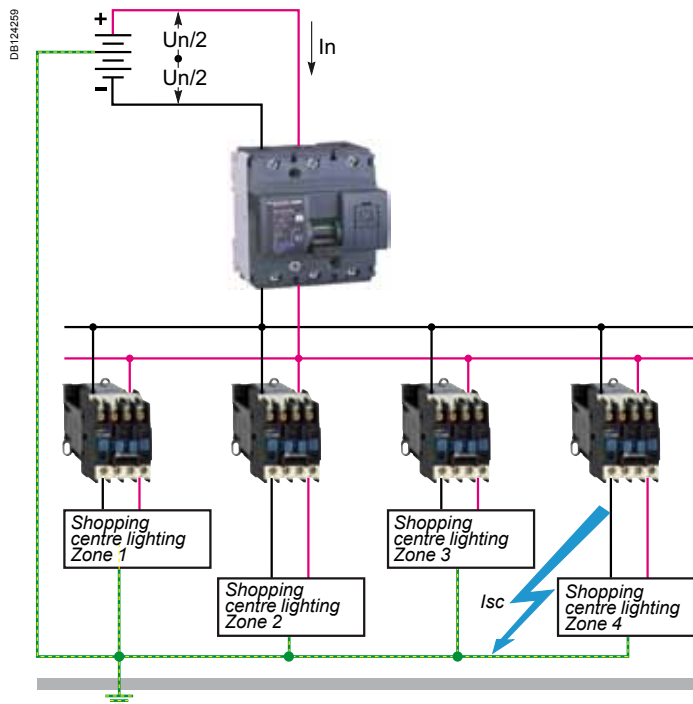 DB124259
+
Un/2
Un/2
-
In
Shopping
centre lighting
Zone 1
Shopping
centre lighting
Zone 2
Shopping
centre lighting
Zone 3
Isc
Shopping
centre lighting
Zone 4